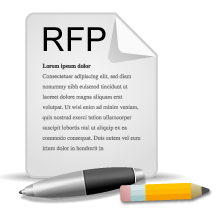 RFP
Lorem ipsum dolor
Consectetuer adipiscing elit, sed diam
nonummy nibh euismod tincidunt ut
laoreet dolore magna aliquam erat
volutpat. Ut wisi enim ad minim veniam,
quis nostrud exerci tation ullamcorper
suscipit lobortis nisl ut aliquip ex ea
commodo consequat. Duis autem vel eum
iriure dolor in hendrerit in